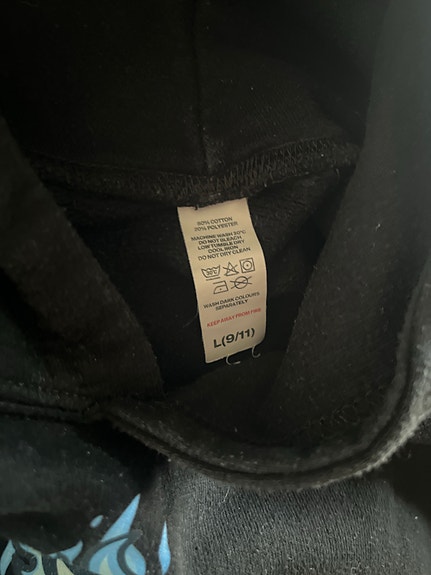 80% COTTON
20% POLYESTER
MACHINE WASH 30°C
DO NOT BLEACH
LOW TUMBLE DRY
COOL IRON
DO NOT DRY CLEAN
WASH DARK COLOURS
SEPARATELY
KEEP AWAY FROM FIRE
L(9/11)